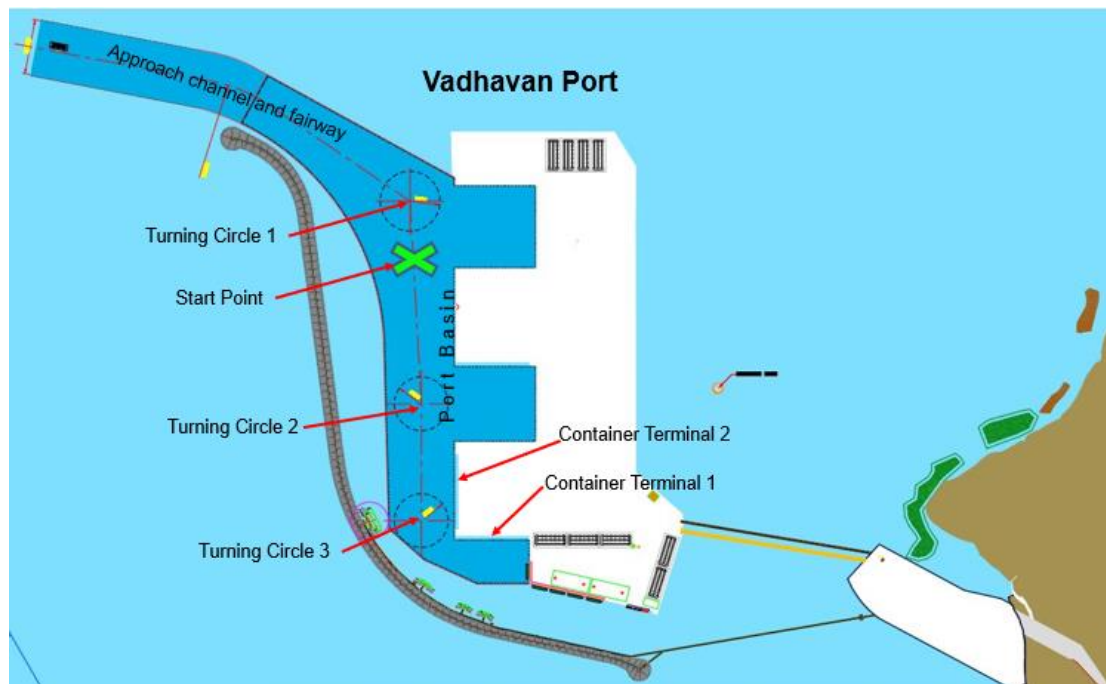 Approach channel and fairway
Vadhavan Port
Turning Circle 1
Start Point
Port Basin
Turning Circle 2
Container Terminal 2
Container Terminal 1
Turning Circle 3